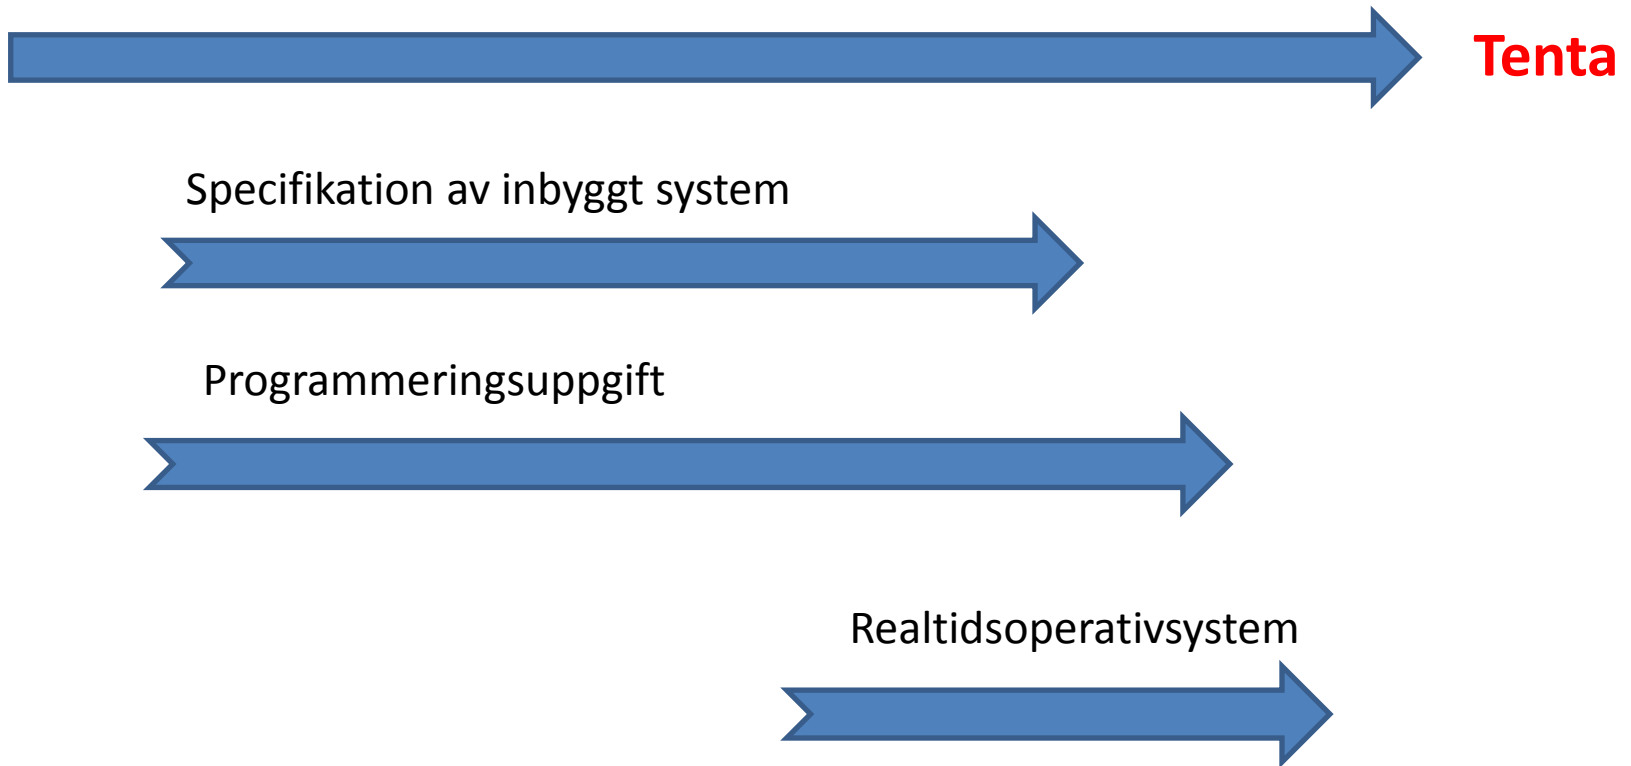 Tenta
Specifikation av inbyggt system
Programmeringsuppgift
Realtidsoperativsystem